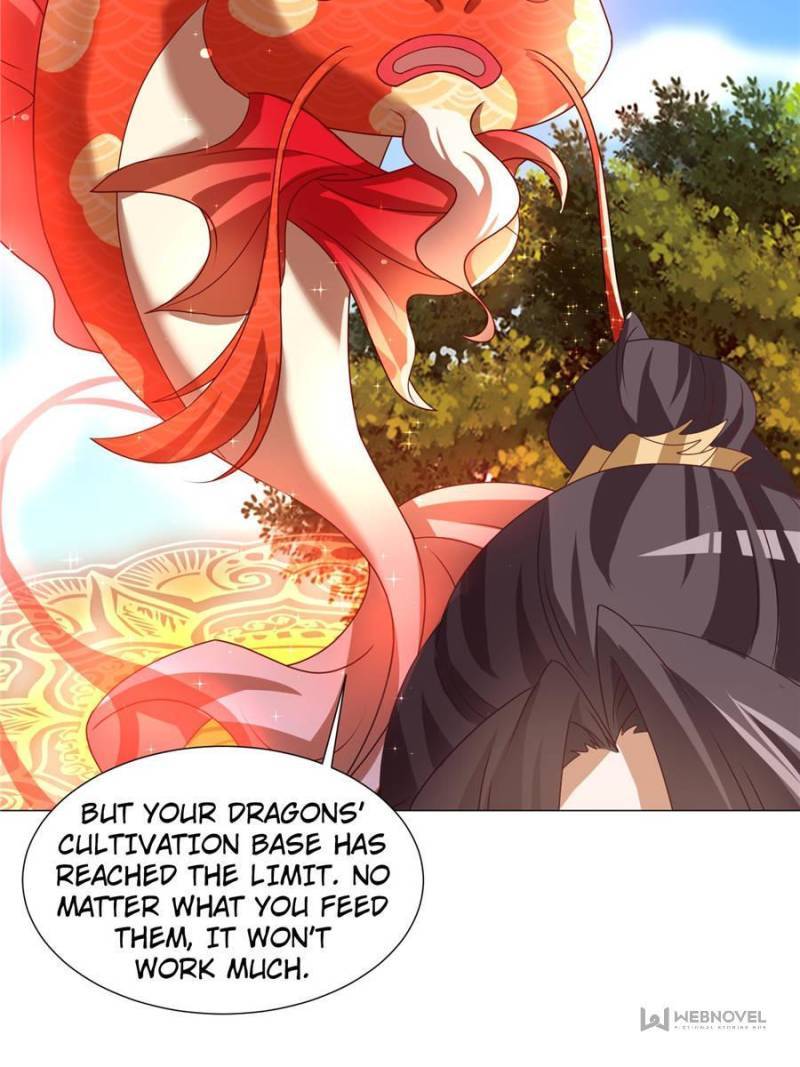 BUT YOUR DRAGONS'
CULTIVATION BASE HAS
REACHED THE LIMIT. NO
MATTER WHAT YOU FEED
THEM, IT WON'T
WORK MUCH.
WEBNOVEL